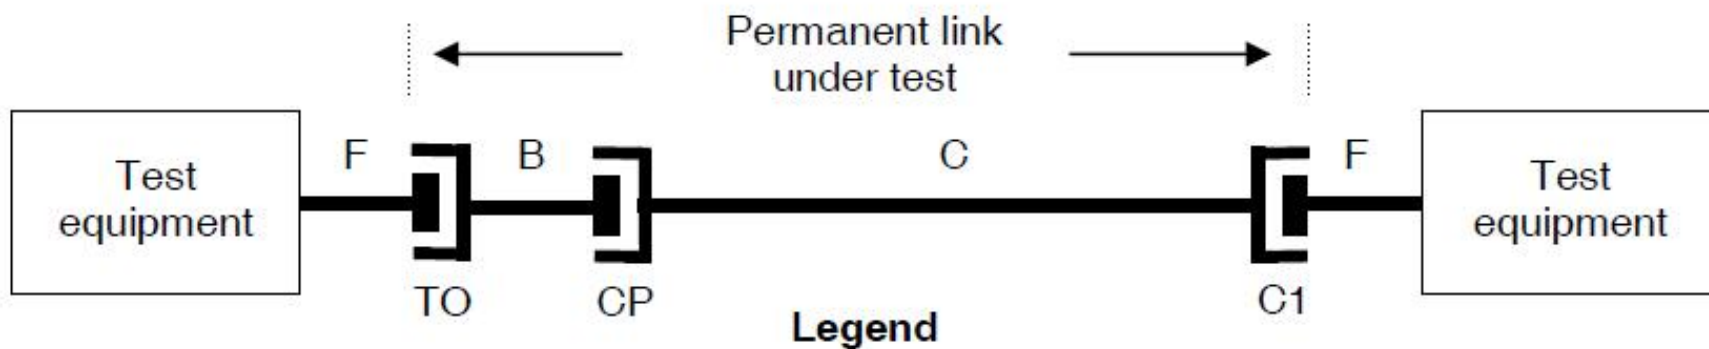 Permanent link
under test
Test
equipment
F
B
C
F
Test
equipment
TO
CP
C1
Legend